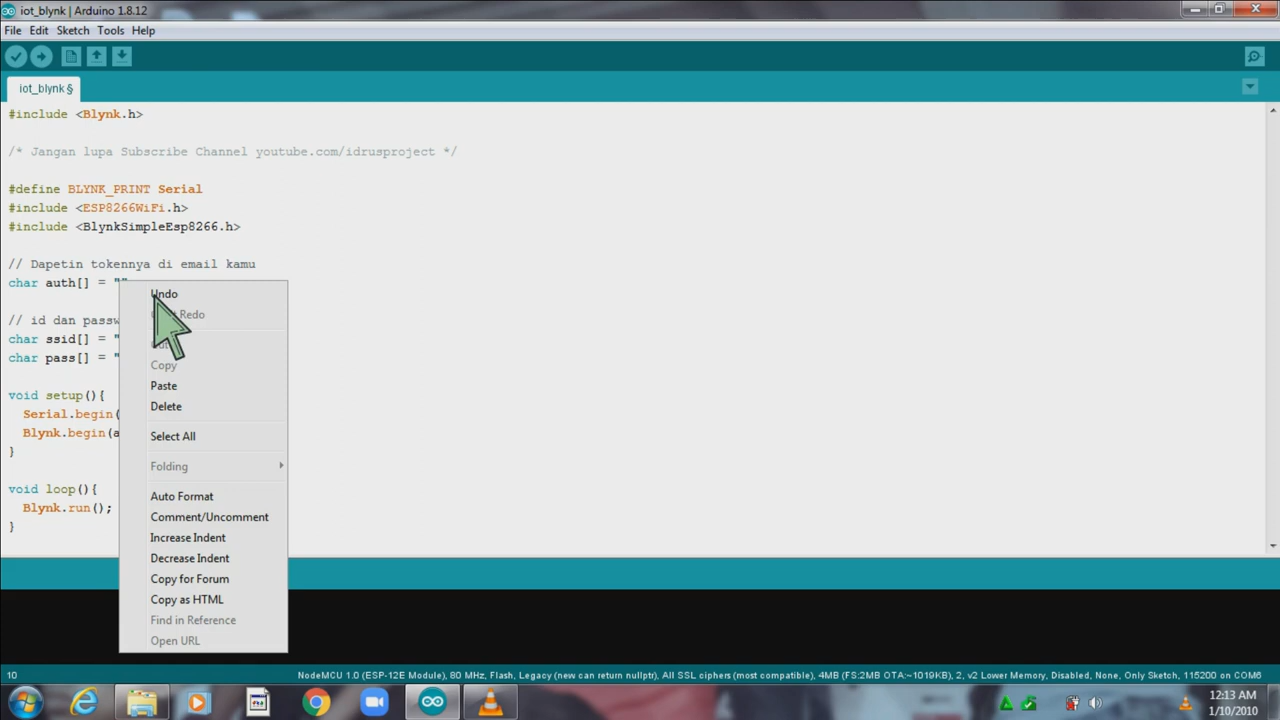 iot_blynk | Arduino 1.8.12
File Edit Sketch Tools Help
iot_blynk §
#include <Blynk.h>
/* Jangan lupa Subscribe Channel youtube.com/idrusproject */
#define BLYNK_PRINT Serial
#include <ESP8266WiFi.h>
#include <BlynkSimpleEsp8266.h>
// Dapetin tokennya di email kamu
char auth[] = ""
// id dan passw
char ssid[] = "
char pass[] = "
void setup(){
Serial.begin(
Blynk.begin(a
}
void loop(){
Blynk.run();
}
Undo
Redo
Copy
Paste
Delete
Select All
Folding
Auto Format
Comment/Uncomment
Increase Indent
Decrease Indent
Copy for Forum
Copy as HTML
Find in Reference
Open URL
10
NodeMCU 1.0 (ESP-12E Module), 80 MHz, Flash, Legacy (new can return nullptr), All SSL ciphers (most compatible), 4MB (FS:2MB OTA:~1019KB), 2, v2 Lower Memory, Disabled, None, Only Sketch, 115200 on COM6
12:13 AM
1/10/2010